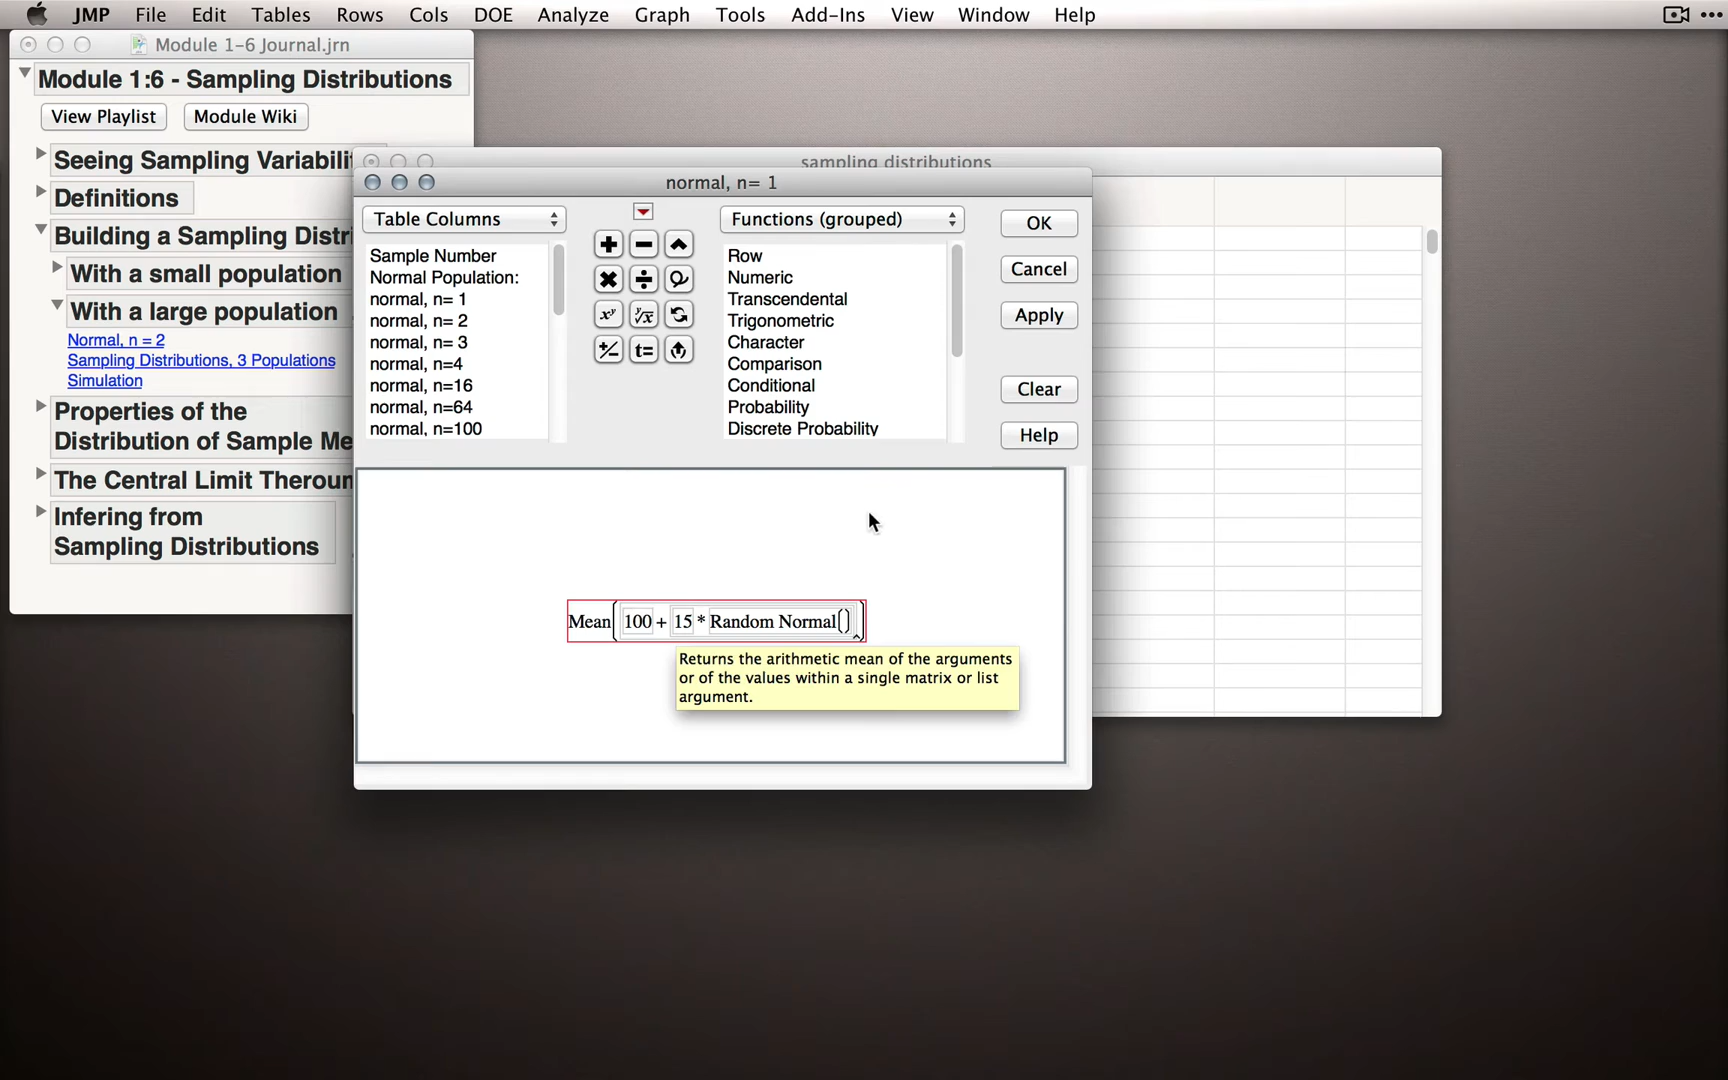 JMP File Edit Tables Rows Cols DOE Analyze Graph Tools Add-Ins View Window Help
Module 1-6 Journal.jrn
Module 1:6 - Sampling Distributions
View Playlist Module Wiki
Seeing Sampling Variabili
Definitions
Building a Sampling Distr
With a small population
With a large population
Normal, n = 2
Sampling Distributions, 3 Populations
Simulation
Properties of the
Distribution of Sample Me
The Central Limit Theroun
Infering from
Sampling Distributions
sampling distributions
normal, n= 1
Table Columns
Sample Number
Normal Population:
normal, n= 1
normal, n= 2
normal, n= 3
normal, n=4
normal, n=16
normal, n=64
normal, n=100
Functions (grouped)
Row
Numeric
Transcendental
Trigonometric
Character
Comparison
Conditional
Probability
Discrete Probability
OK
Cancel
Apply
Clear
Help
Mean(100 + 15 * Random Normal())
Returns the arithmetic mean of the arguments
or of the values within a single matrix or list
argument.